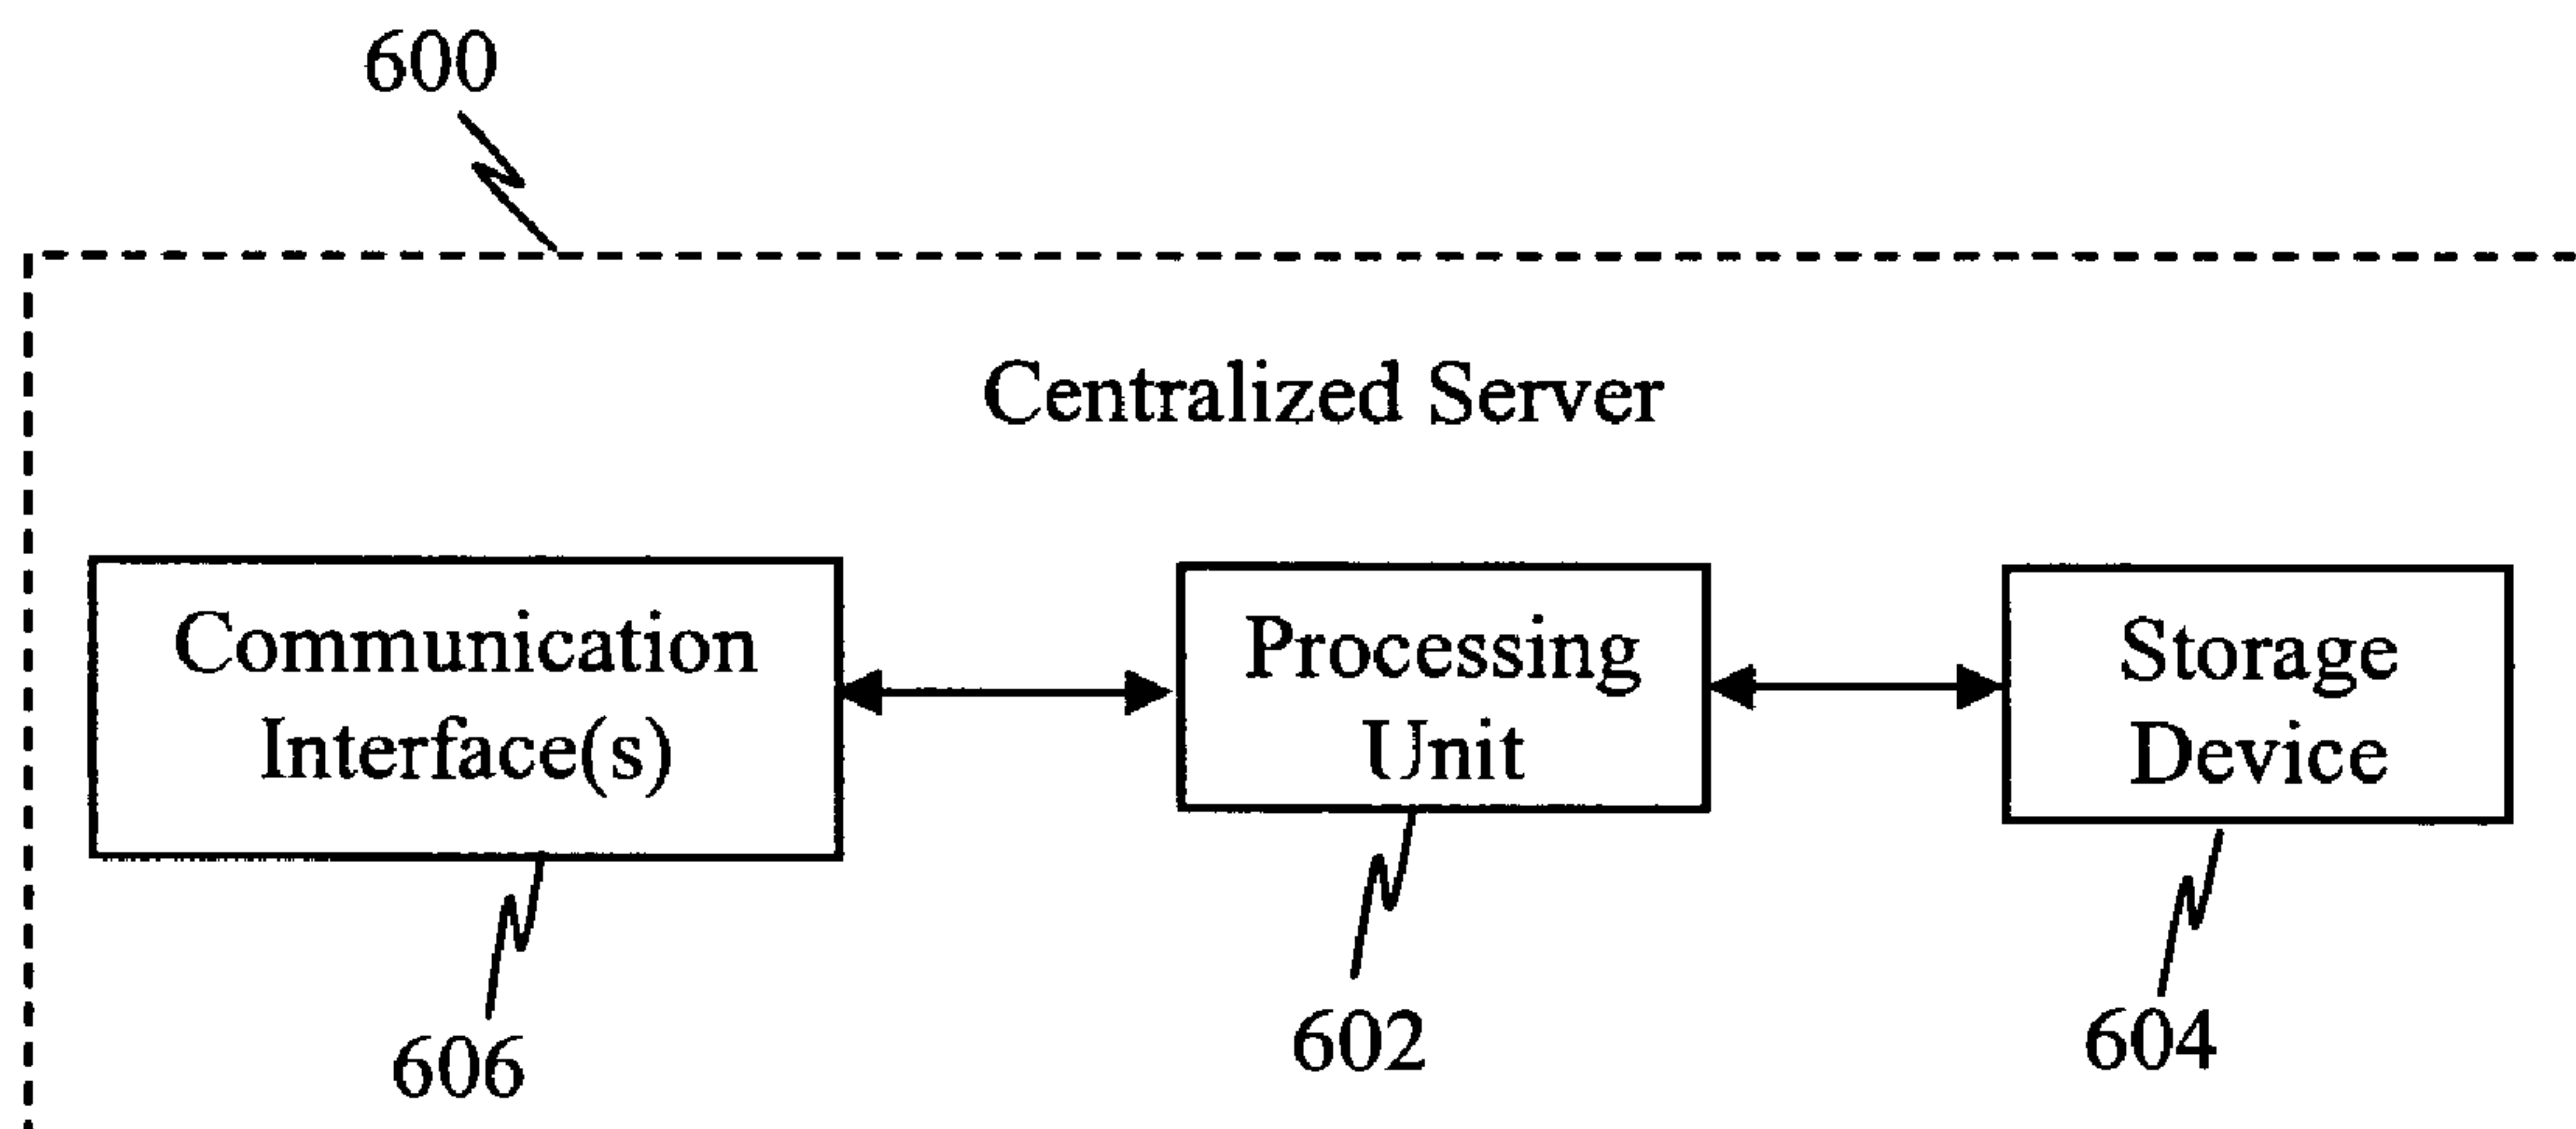 600
Centralized Server
Communication
Interface(s)
Processing
Unit
Storage
Device
606
602
604